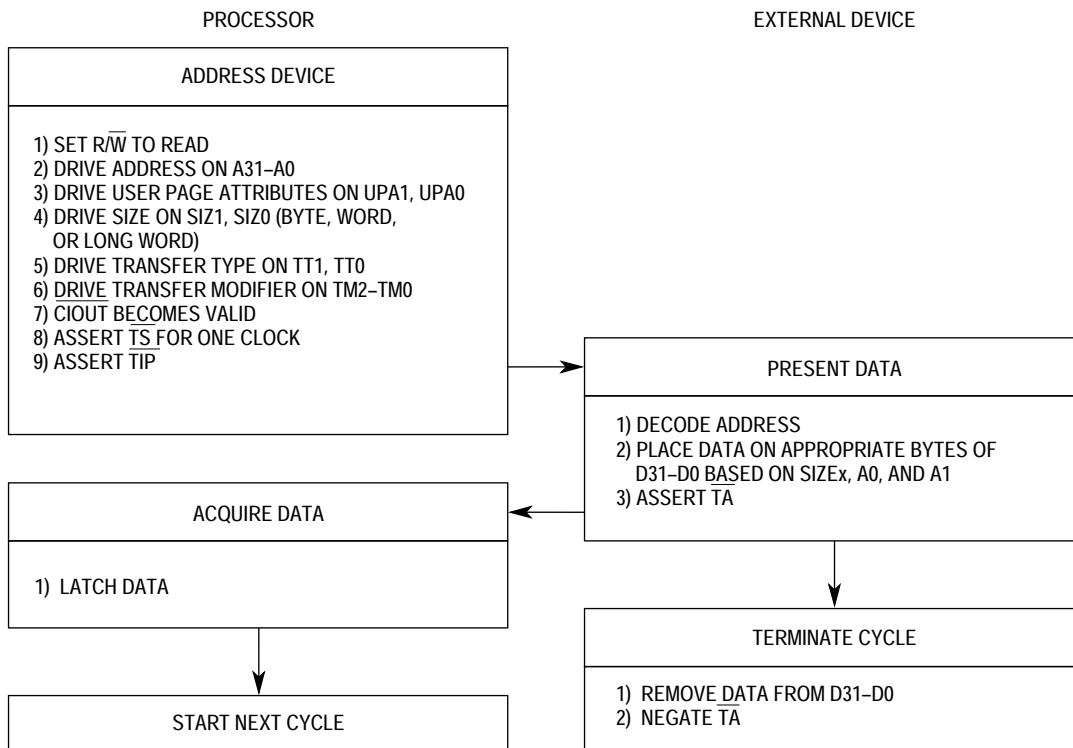 PROCESSOR
EXTERNAL DEVICE
ADDRESS DEVICE
1) SET R/W̅ TO READ
2) DRIVE ADDRESS ON A31–A0
3) DRIVE USER PAGE ATTRIBUTES ON UPA1, UPA0
4) DRIVE SIZE ON SIZ1, SIZ0 (BYTE, WORD,
OR LONG WORD)
5) DRIVE TRANSFER TYPE ON TT1, TT0
6) DRIVE TRANSFER MODIFIER ON TM2–TM0
7) C̅I̅O̅U̅T̅ BECOMES VALID
8) ASSERT T̅S̅ FOR ONE CLOCK
9) ASSERT T̅I̅P̅
PRESENT DATA
1) DECODE ADDRESS
2) PLACE DATA ON APPROPRIATE BYTES OF
D31–D0 BASED ON SIZEx, A0, AND A1
3) ASSERT T̅A̅
ACQUIRE DATA
1) LATCH DATA
TERMINATE CYCLE
1) REMOVE DATA FROM D31–D0
2) NEGATE T̅A̅
START NEXT CYCLE